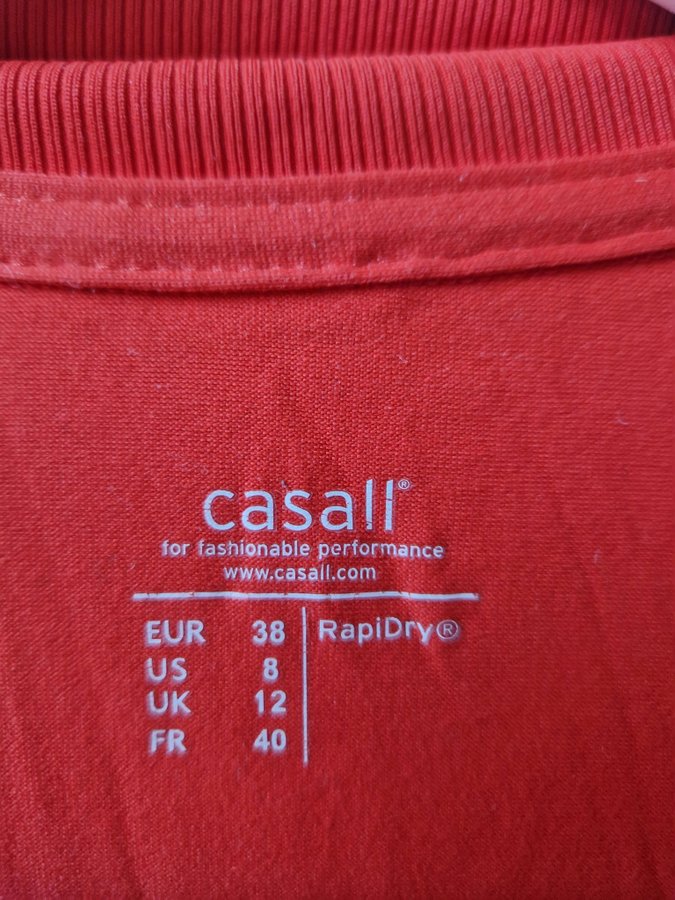 casall®
for fashionable performance
www.casall.com
EUR 38 RapiDry®
US 8
UK 12
FR 40